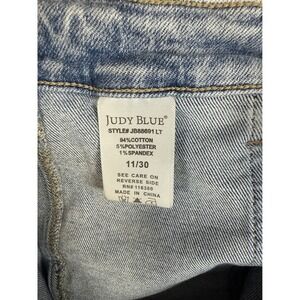 JUDY BLUE®
STYLE# JB88691 LT
94%COTTON
5%POLYESTER
1%SPANDEX
11/30
SEE CARE ON
REVERSE SIDE
RN# 116388
MADE IN CHINA